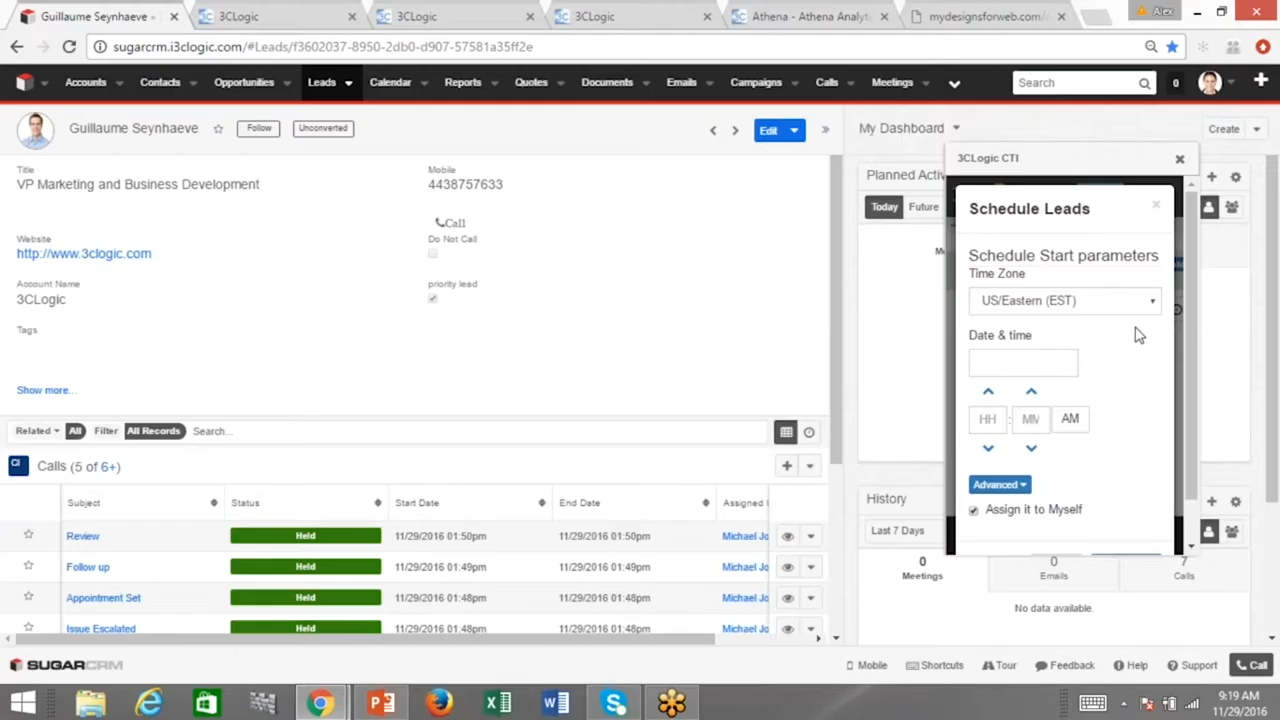 Guillaume Seynhaeve »
3CLogic
3CLogic
3CLogic
Athena - Athena Analyt
mydesignsforweb.com/
Alex
sugarcrm.i3clogic.com/#Leads/f3602037-8950-2db0-d907-57581a35ff2e
Accounts Contacts Opportunities Leads Calendar Reports Quotes Documents Emails Campaigns Calls Meetings Search 0
Guillaume Seynhaeve Follow Unconverted Edit
My Dashboard Create
Title
VP Marketing and Business Development
Mobile
4438757633
Call
Website
http://www.3clogic.com
Do Not Call
Account Name
3CLogic
priority lead
Tags
Show more...
Related All Filter All Records Search...
CI Calls (5 of 6+)
Subject Status Start Date End Date Assigned
Review Held 11/29/2016 01:50pm 11/29/2016 01:50pm Michael Jo
Follow up Held 11/29/2016 01:49pm 11/29/2016 01:49pm Michael Jo
Appointment Set Held 11/29/2016 01:48pm 11/29/2016 01:48pm Michael Jo
Issue Escalated Held 11/29/2016 01:48pm 11/29/2016 01:48pm Michael Jo
3CLogic CTI
Planned Activ
Today Future
Schedule Leads
Schedule Start parameters
Time Zone
US/Eastern (EST)
Date & time
HH : MM AM
Advanced
Assign it to Myself
History
Last 7 Days
0
Meetings
0
Emails
7
Calls
No data available.
SUGARCRM Mobile Shortcuts Tour Feedback Help Support Call
9:19 AM
11/29/2016